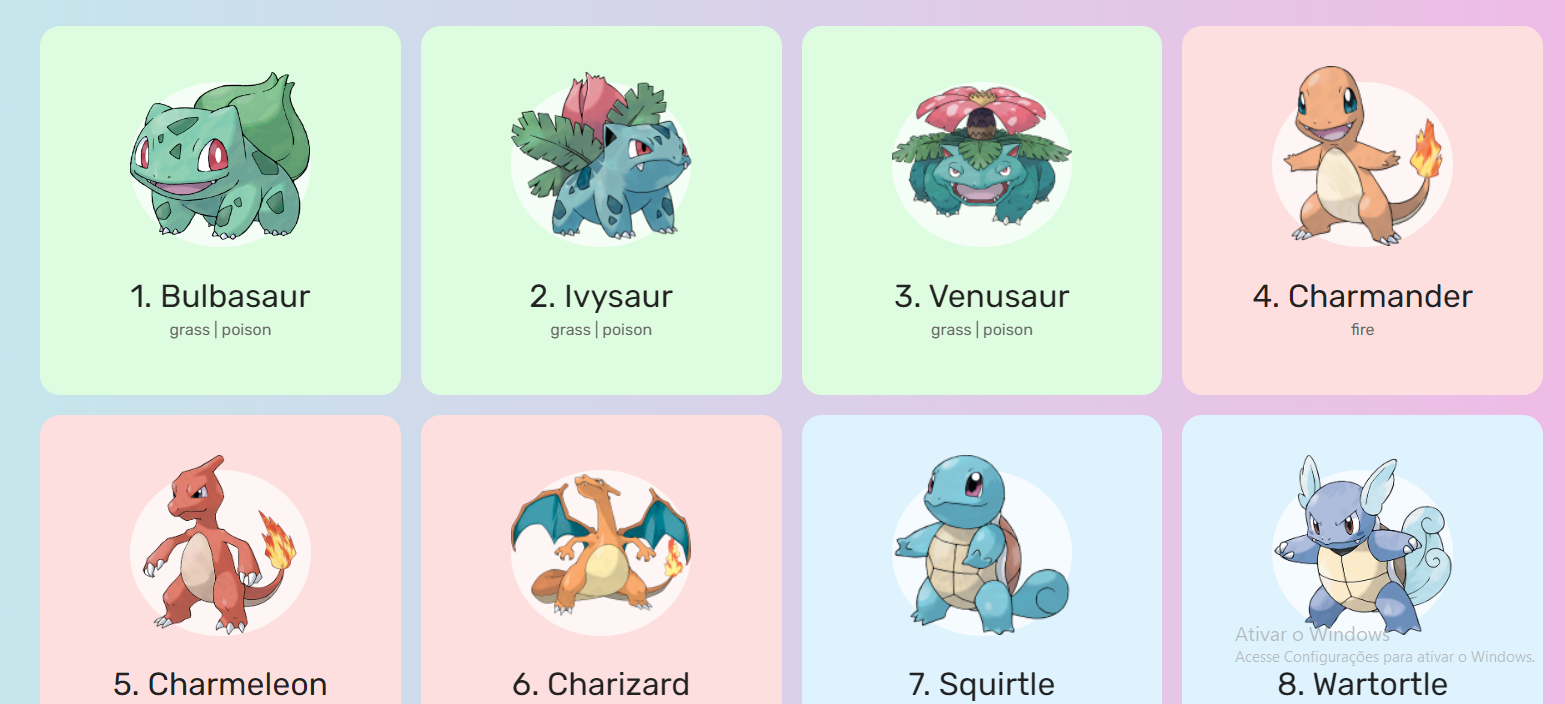 1. Bulbasaur
grass | poison
2. Ivysaur
grass | poison
3. Venusaur
grass | poison
4. Charmander
fire
5. Charmeleon
6. Charizard
7. Squirtle
Ativar o Windows
Acesse Configurações para ativar o Windows.
8. Wartortle